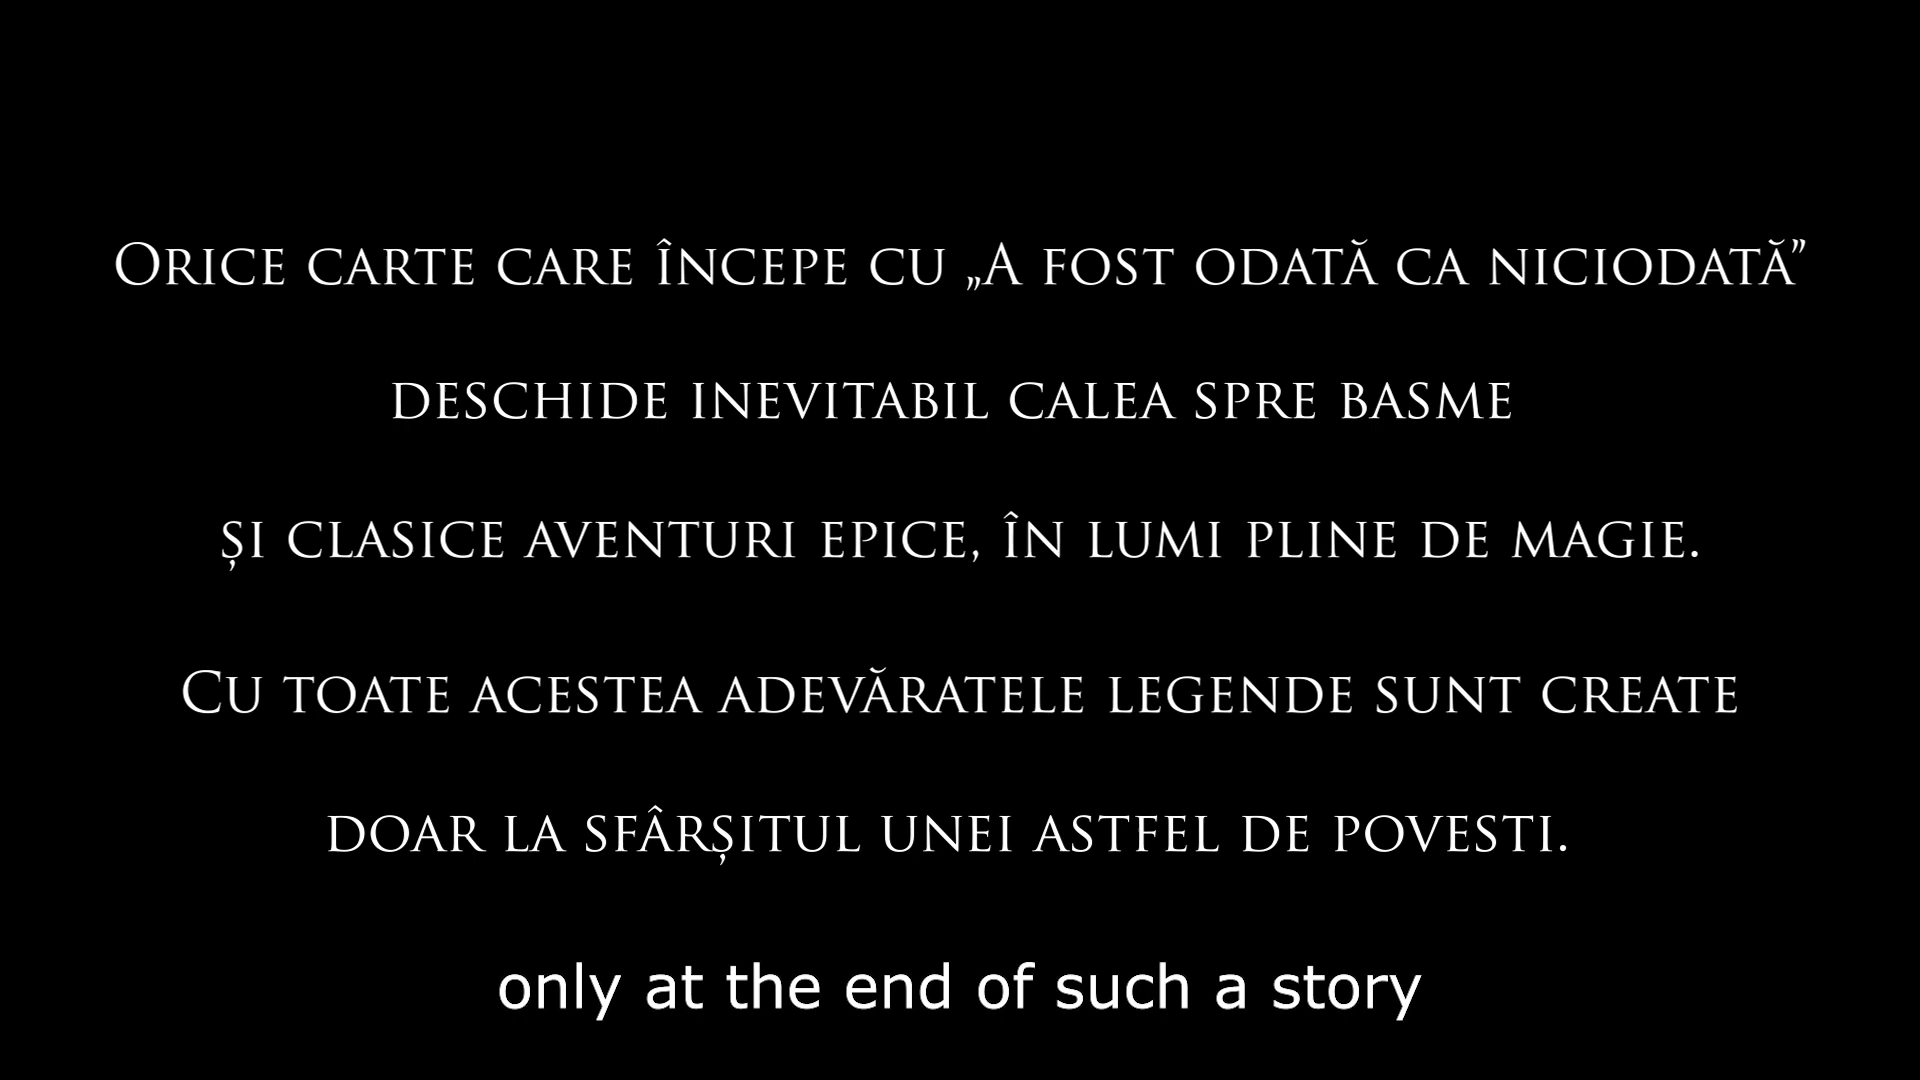 Orice carte care începe cu „A fost odată ca niciodată”
deschide inevitabil calea spre basme
și clasice aventuri epice, în lumi pline de magie.
Cu toate acestea adevăratele legende sunt create
doar la sfârșitul unei astfel de povesti.
only at the end of such a story